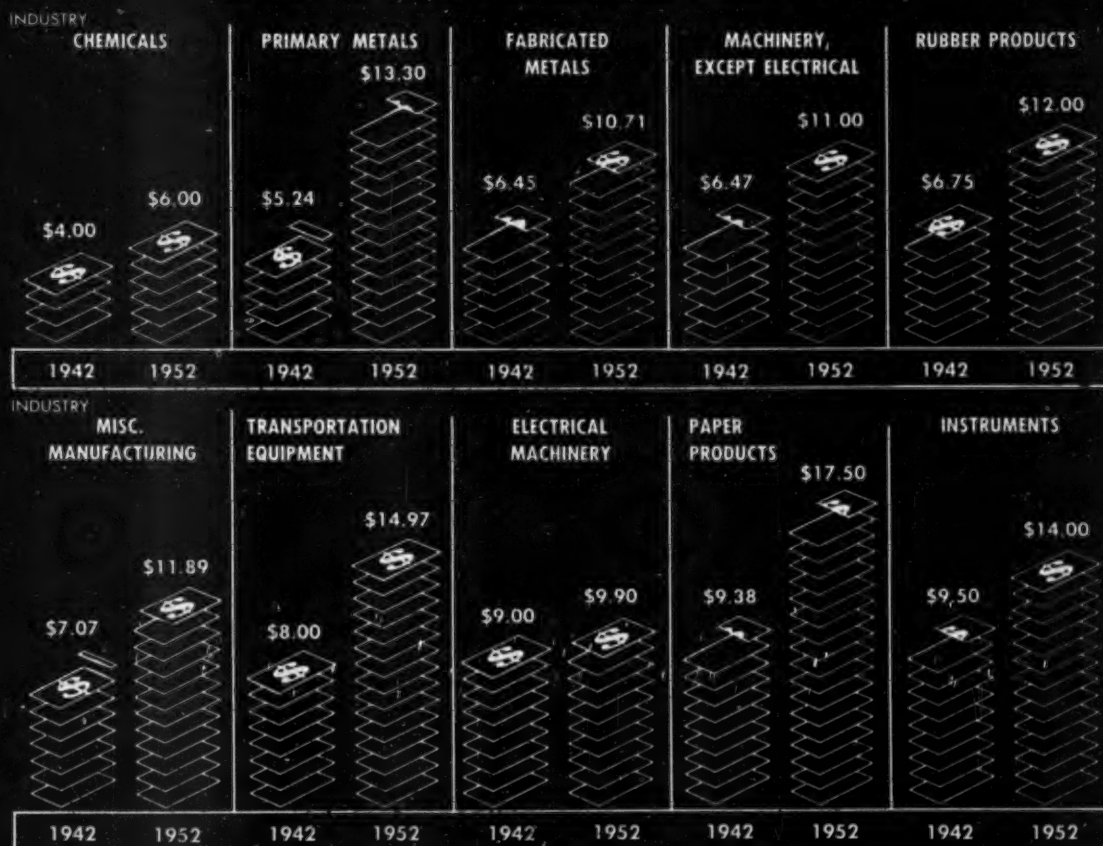 INDUSTRY
CHEMICALS
PRIMARY METALS
FABRICATED
METALS
MACHINERY,
EXCEPT ELECTRICAL
RUBBER PRODUCTS
$4.00
$6.00
$5.24
$13.30
$6.45
$10.71
$6.47
$11.00
$6.75
$12.00
1942 1952 1942 1952 1942 1952 1942 1952 1942 1952
INDUSTRY
MISC.
MANUFACTURING
TRANSPORTATION
EQUIPMENT
ELECTRICAL
MACHINERY
PAPER
PRODUCTS
INSTRUMENTS
$7.07
$11.89
$8.00
$14.97
$9.00
$9.90
$9.38
$17.50
$9.50
$14.00
1942 1952 1942 1952 1942 1952 1942 1952 1942 1952